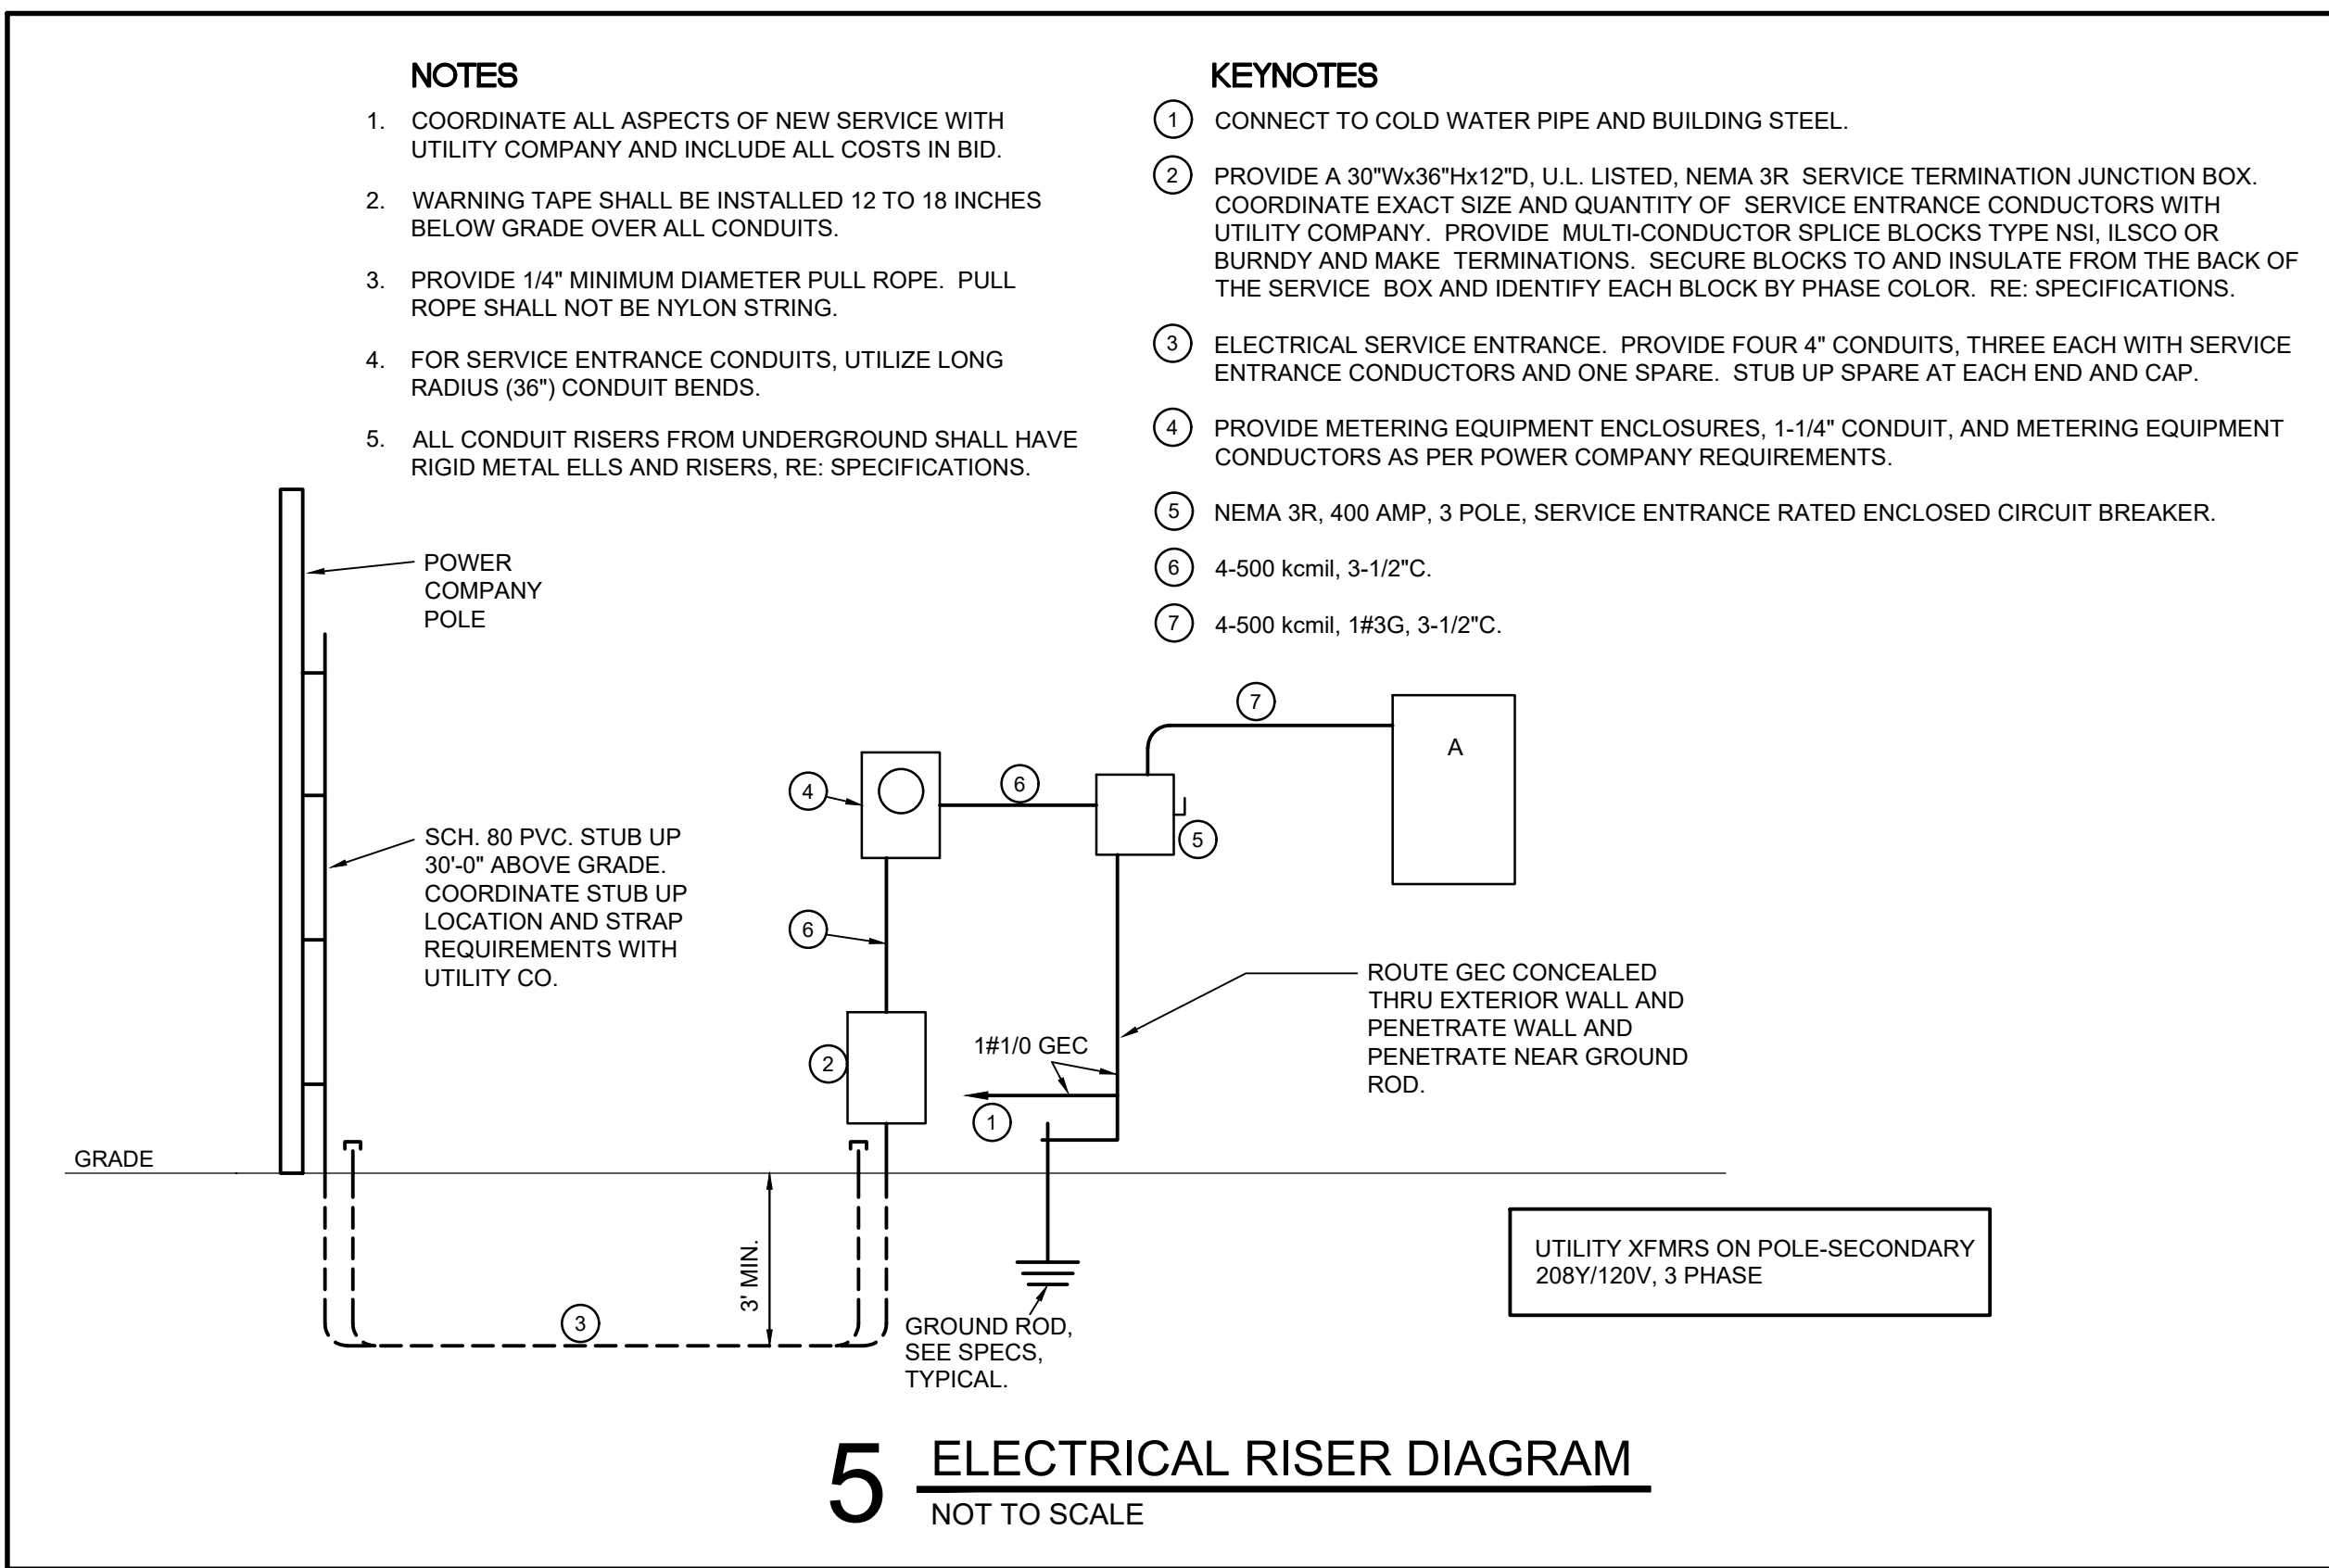 NOTES
1. COORDINATE ALL ASPECTS OF NEW SERVICE WITH
UTILITY COMPANY AND INCLUDE ALL COSTS IN BID.
2. WARNING TAPE SHALL BE INSTALLED 12 TO 18 INCHES
BELOW GRADE OVER ALL CONDUITS.
3. PROVIDE 1/4" MINIMUM DIAMETER PULL ROPE. PULL
ROPE SHALL NOT BE NYLON STRING.
4. FOR SERVICE ENTRANCE CONDUITS, UTILIZE LONG
RADIUS (36") CONDUIT BENDS.
5. ALL CONDUIT RISERS FROM UNDERGROUND SHALL HAVE
RIGID METAL ELLS AND RISERS, RE: SPECIFICATIONS.
KEYNOTES
1 CONNECT TO COLD WATER PIPE AND BUILDING STEEL.
2 PROVIDE A 30"Wx36"Hx12"D, U.L. LISTED, NEMA 3R SERVICE TERMINATION JUNCTION BOX.
COORDINATE EXACT SIZE AND QUANTITY OF SERVICE ENTRANCE CONDUCTORS WITH
UTILITY COMPANY. PROVIDE MULTI-CONDUCTOR SPLICE BLOCKS TYPE NSI, ILSCO OR
BURNDY AND MAKE TERMINATIONS. SECURE BLOCKS TO AND INSULATE FROM THE BACK OF
THE SERVICE BOX AND IDENTIFY EACH BLOCK BY PHASE COLOR. RE: SPECIFICATIONS.
3 ELECTRICAL SERVICE ENTRANCE. PROVIDE FOUR 4" CONDUITS, THREE EACH WITH SERVICE
ENTRANCE CONDUCTORS AND ONE SPARE. STUB UP SPARE AT EACH END AND CAP.
4 PROVIDE METERING EQUIPMENT ENCLOSURES, 1-1/4" CONDUIT, AND METERING EQUIPMENT
CONDUCTORS AS PER POWER COMPANY REQUIREMENTS.
5 NEMA 3R, 400 AMP, 3 POLE, SERVICE ENTRANCE RATED ENCLOSED CIRCUIT BREAKER.
6 4-500 kcmil, 3-1/2"C.
7 4-500 kcmil, 1#3G, 3-1/2"C.
POWER
COMPANY
POLE
SCH. 80 PVC. STUB UP
30'-0" ABOVE GRADE.
COORDINATE STUB UP
LOCATION AND STRAP
REQUIREMENTS WITH
UTILITY CO.
7
A
4
6
5
6
2
1#1/0 GEC
1
ROUTE GEC CONCEALED
THRU EXTERIOR WALL AND
PENETRATE WALL AND
PENETRATE NEAR GROUND
ROD.
GRADE
3' MIN.
3
GROUND ROD,
SEE SPECS,
TYPICAL.
UTILITY XFMRS ON POLE-SECONDARY
208Y/120V, 3 PHASE
5 ELECTRICAL RISER DIAGRAM
NOT TO SCALE